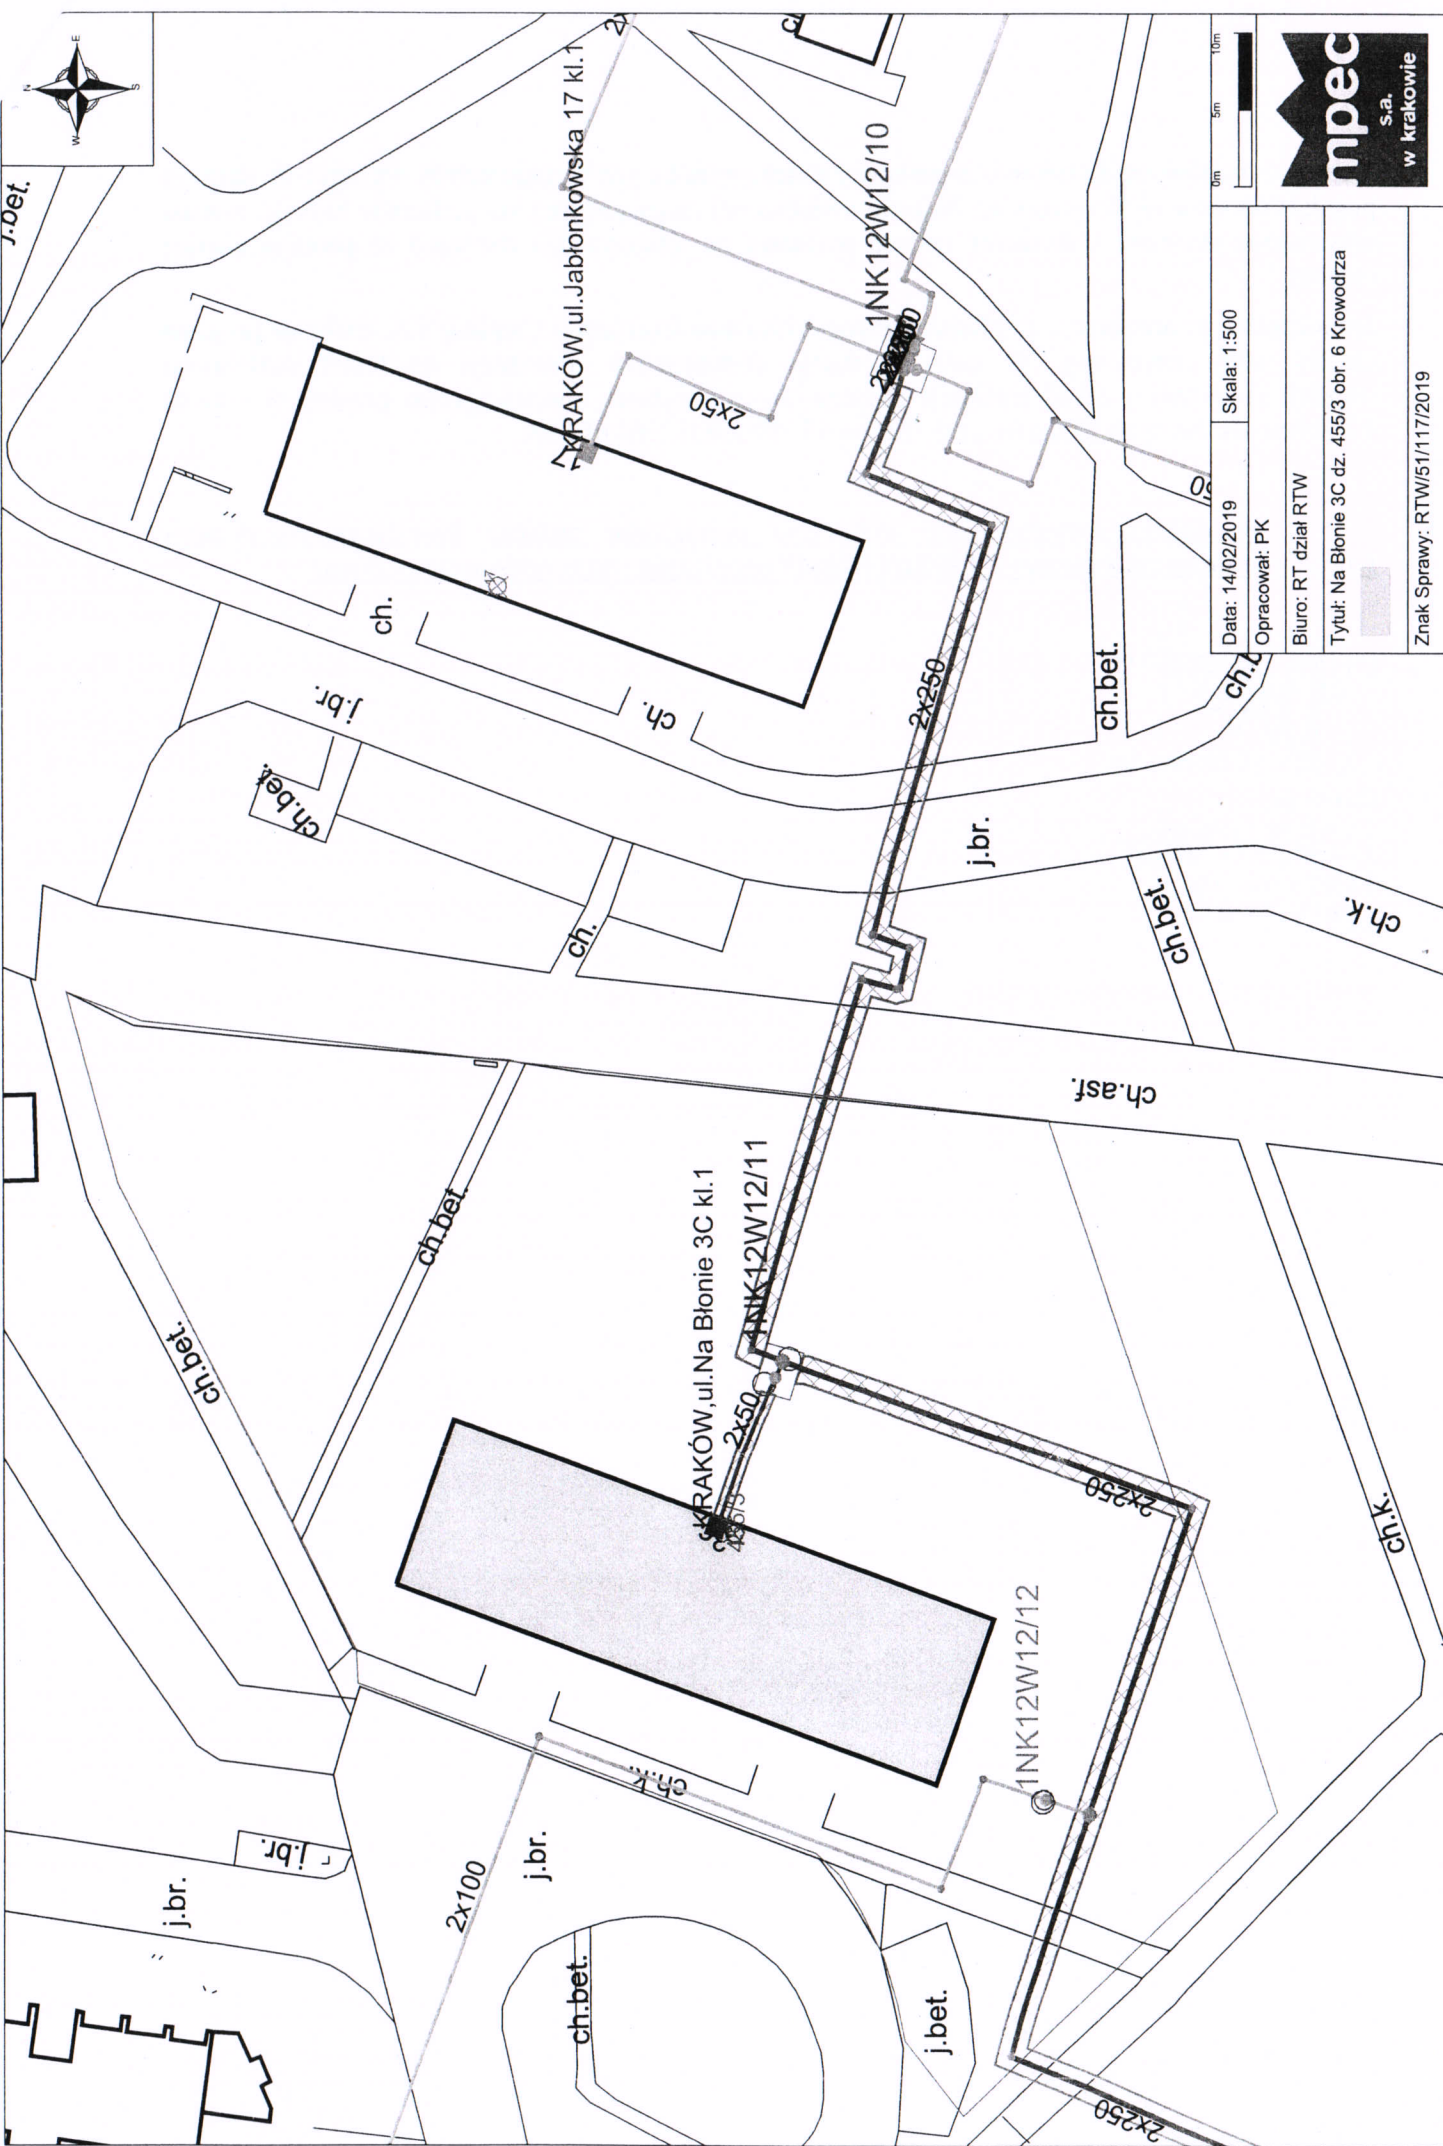 N
E
S
W
j.bet.
KRAKÓW,ul.Jabłonkowska 17 kl.1
17
2x50
1NK12W12/10
ch.
ch.
j.br.
ch.bet.
ch.
2x250
j.br.
ch.bet.
ch.bet.
ch.k.
ch.asf.
ch.bet.
ch.bet.
KRAKÓW,ul.Na Błonie 3C kl.1
1NK12W12/11
2x50
2x250
ch.k.
1NK12W12/12
ch.k.
j.br.
j.br.
2x100
j.br.
ch.bet.
j.bet.
2x250
0m 5m 10m
Data: 14/02/2019
Skala: 1:500
Opracował: PK
Biuro: RT dział RTW
Tytuł: Na Błonie 3C dz. 455/3 obr. 6 Krowodrza
Znak Sprawy: RTW/51/117/2019
mpec
s.a.
w krakowie